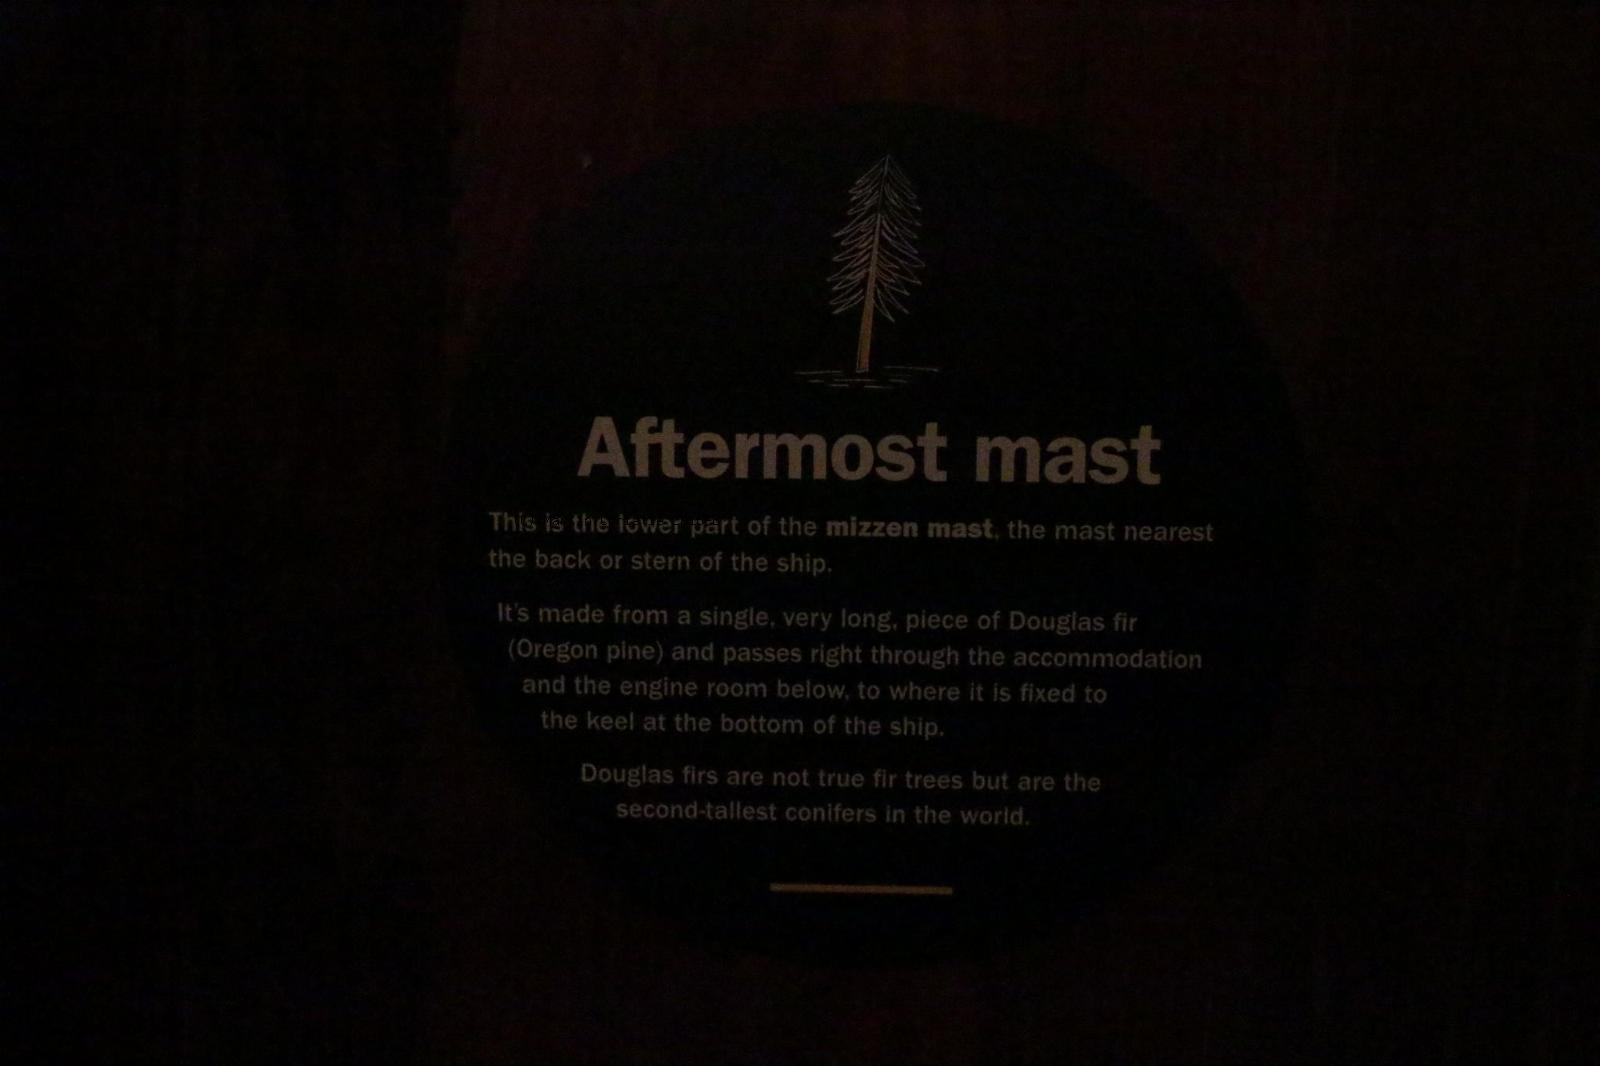 Aftermost mast
This is the lower part of the mizzen mast, the mast nearest
the back or stern of the ship.
It's made from a single, very long, piece of Douglas fir
(Oregon pine) and passes right through the accommodation
and the engine room below, to where it is fixed to
the keel at the bottom of the ship.
Douglas firs are not true fir trees but are the
second-tallest conifers in the world.